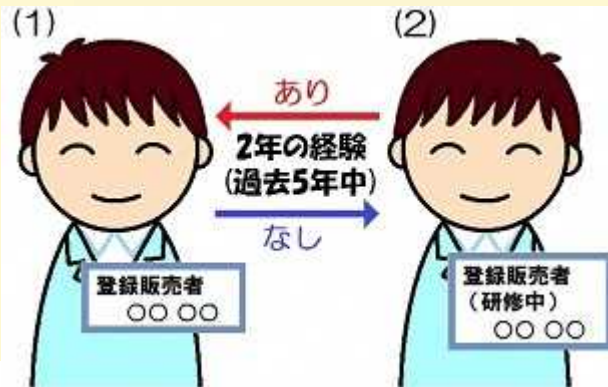 (1)
(2)
あり
2年の経験
(過去5年中)
なし
登録販売者
○○ ○○
登録販売者
(研修中)
○○ ○○